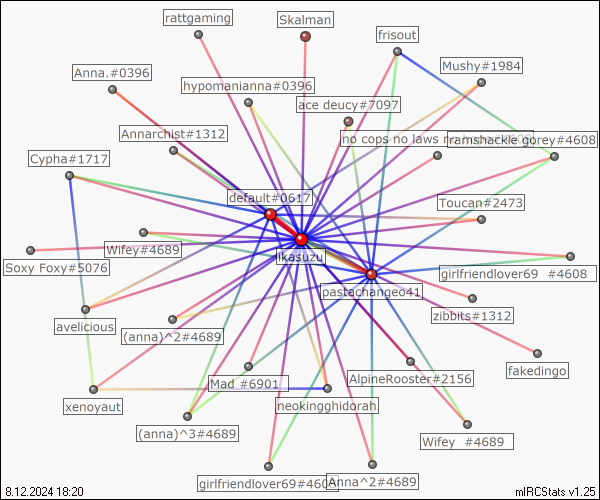 rattgaming
Skalman
frisout
Mushy#1984
Anna.#0396
hypomanianna#0396
ace deucy#7097
Annarchist#1312
no cops no laws
ramshackle gorey#4608
Cypha#1717
default#0617
Toucan#2473
Wifey#4689
ikasuzu
Soxy Foxy#5076
girlfriendlover69 #4608
pastachangeo41
zibbits#1312
avelicious
(anna)^2#4689
fakedingo
AlpineRooster#2156
Mad #6901
xenoyaut
neokingghidorah
(anna)^3#4689
Wifey #4689
girlfriendlover69#460
Anna^2#4689
8.12.2024 18:20
mIRCStats v1.25